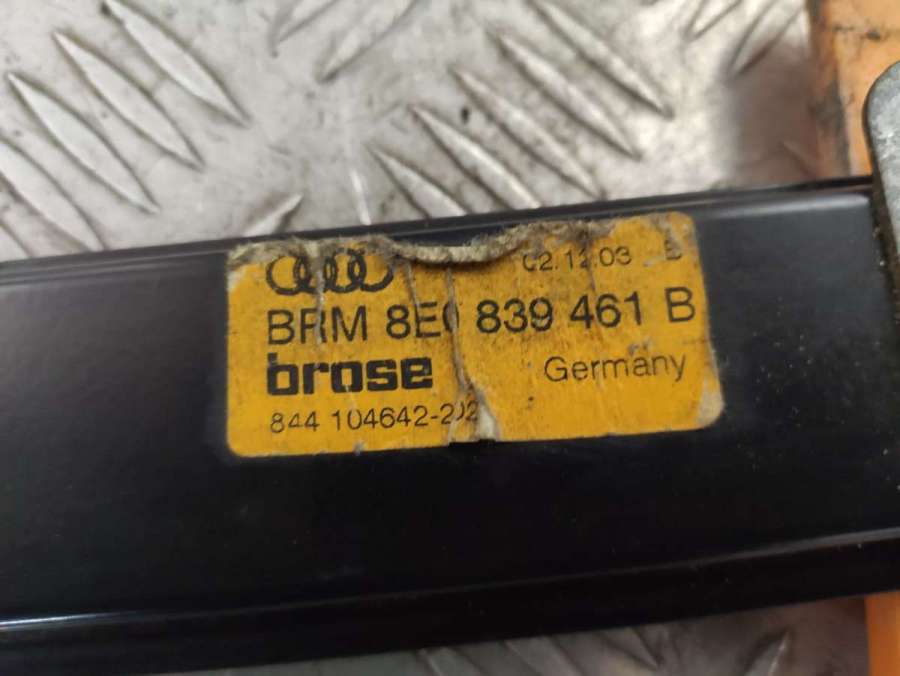 02.12.03
BRM 8E0 839 461 B
brose
Germany
844 104642-202